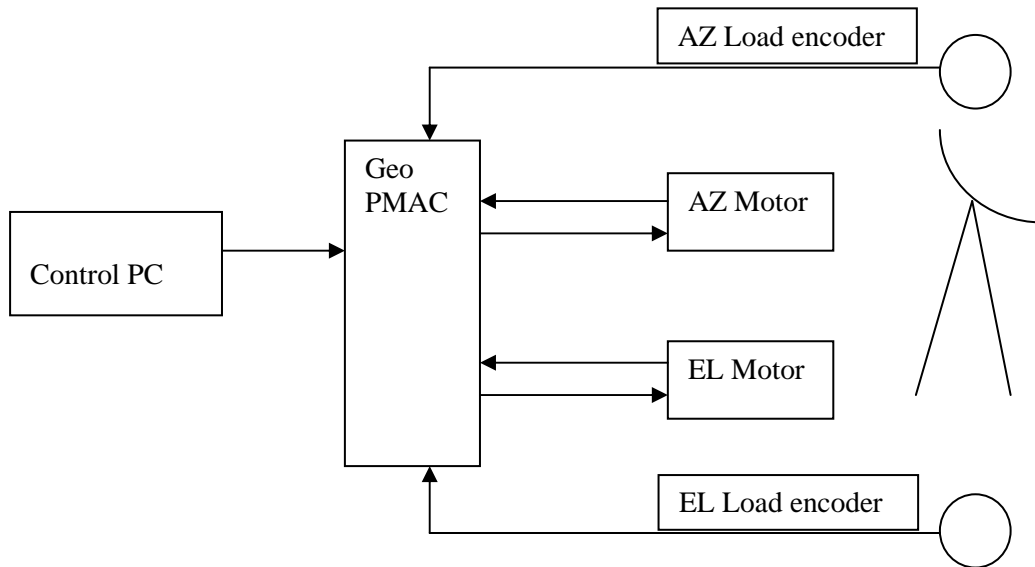 AZ Load encoder
Geo
PMAC
AZ Motor
Control PC
EL Motor
EL Load encoder